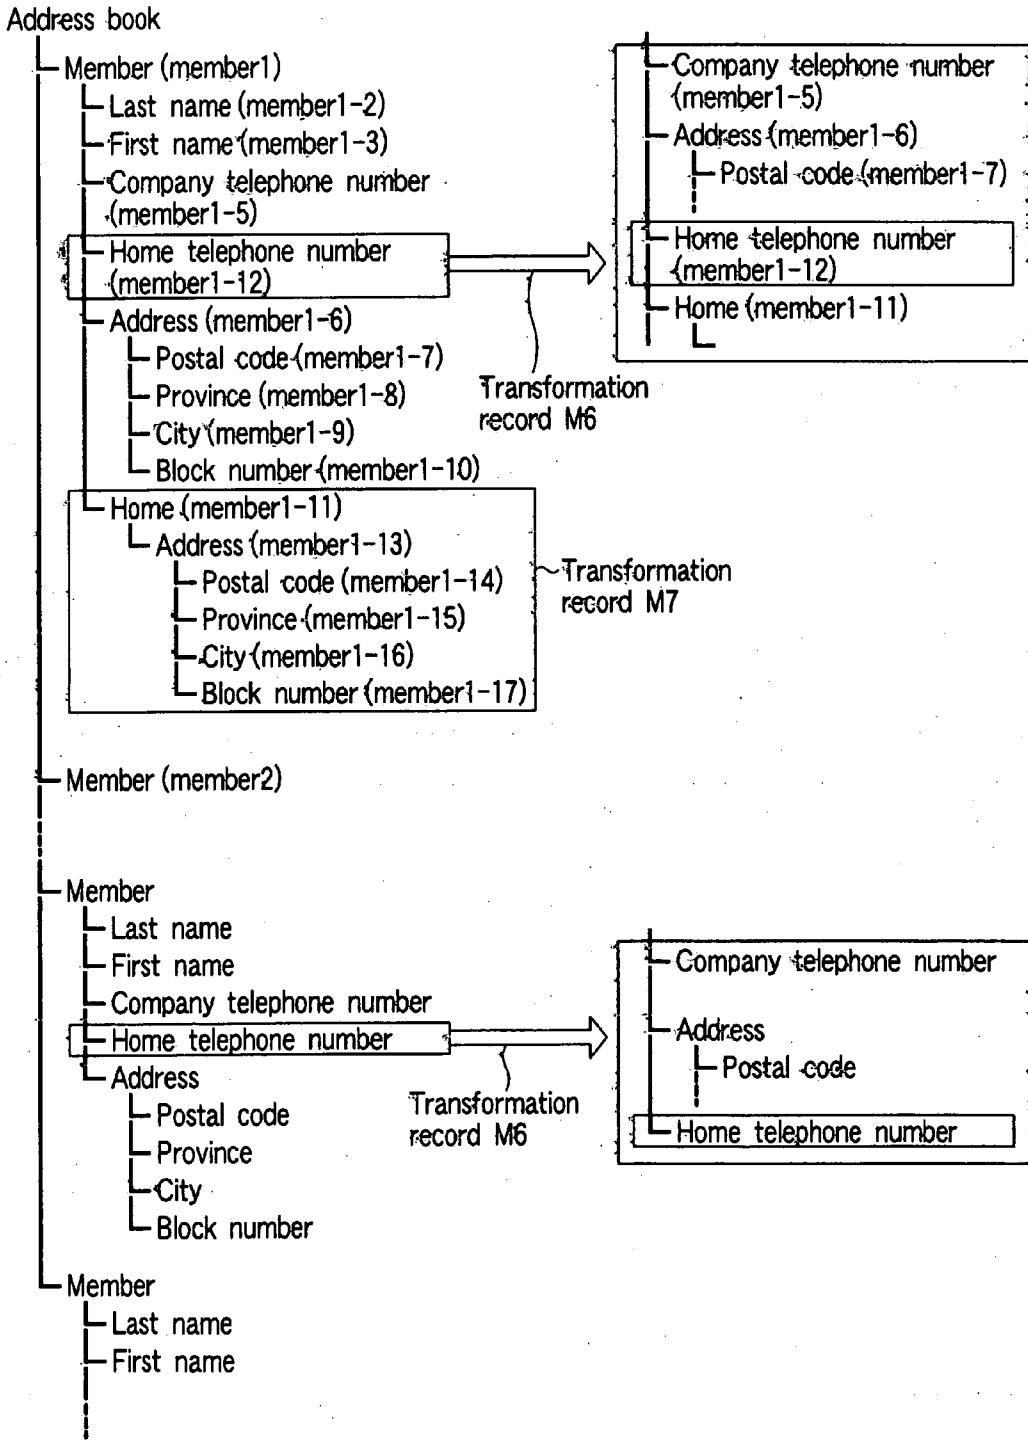 Address book
Member (member1)
Last name (member1-2)
First name (member1-3)
Company telephone number
(member1-5)
Home telephone number
(member1-12)
Address (member1-6)
Postal code (member1-7)
Province (member1-8)
City (member1-9)
Block number (member1-10)
Home (member1-11)
Address (member1-13)
Postal code (member1-14)
Province (member1-15)
City (member1-16)
Block number (member1-17)
Transformation
record M6
Transformation
record M7
Company telephone number
(member1-5)
Address (member1-6)
Postal code (member1-7)
Home telephone number
(member1-12)
Home (member1-11)
Member (member2)
Member
Last name
First name
Company telephone number
Home telephone number
Address
Postal code
Province
City
Block number
Transformation
record M6
Company telephone number
Address
Postal code
Home telephone number
Member
Last name
First name